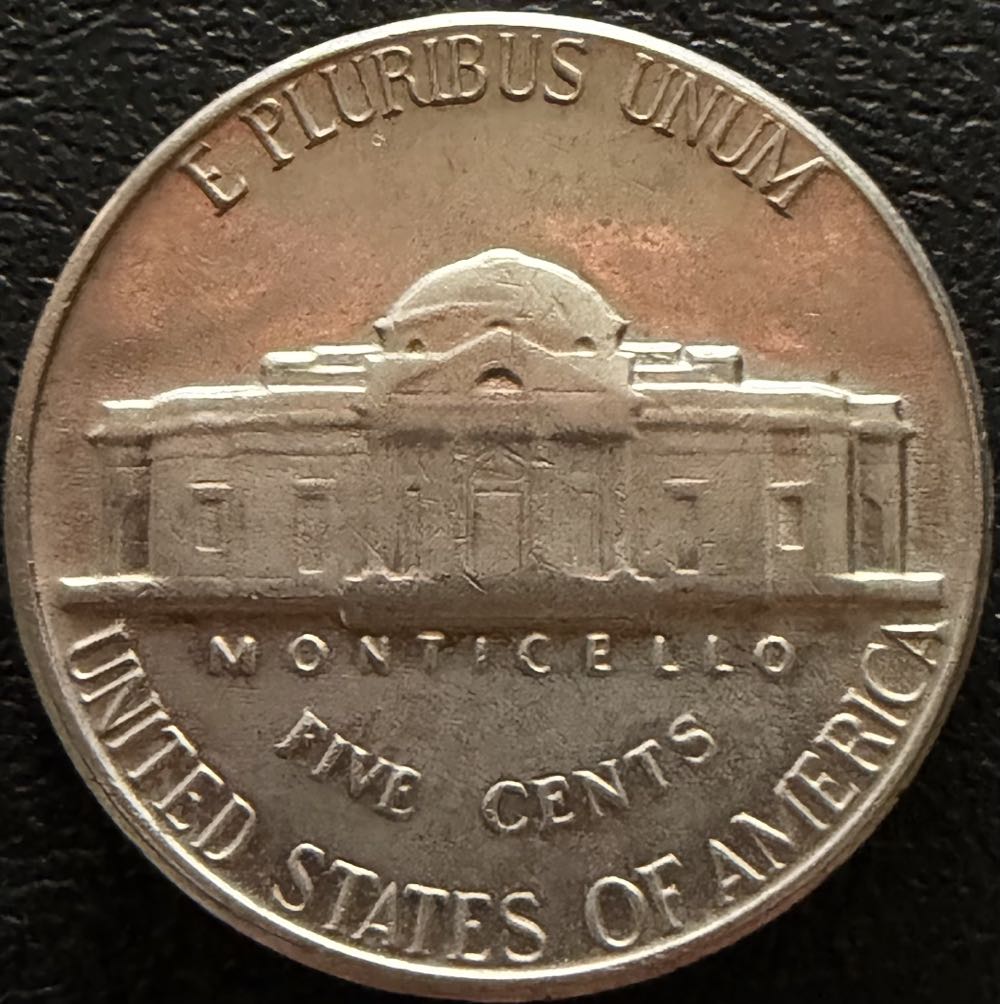 E PLURIBUS UNUM
MONTICELLO
FIVE CENTS
UNITED STATES OF AMERICA